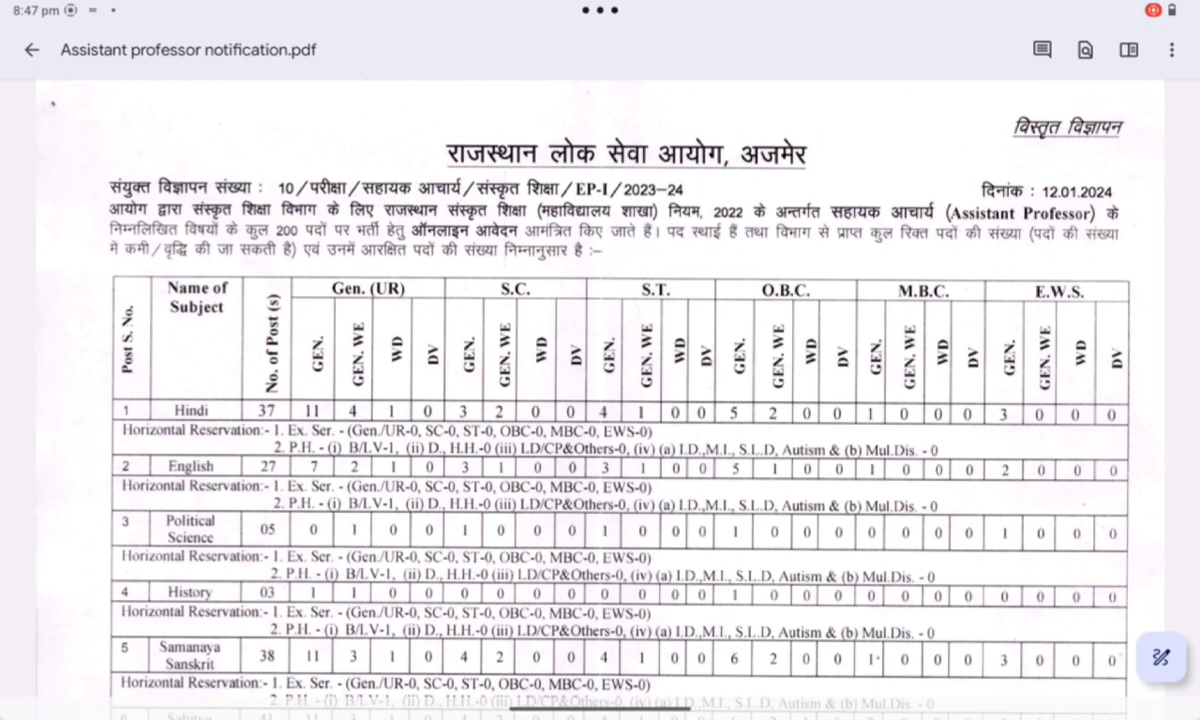 8:47 pm
Assistant professor notification.pdf
विस्तृत विज्ञापन
राजस्थान लोक सेवा आयोग, अजमेर
संयुक्त विज्ञापन संख्या : 10/परीक्षा/सहायक आचार्य/संस्कृत शिक्षा/EP-I/2023-24 दिनांक : 12.01.2024
आयोग द्वारा संस्कृत शिक्षा विभाग के लिए राजस्थान संस्कृत शिक्षा (महाविद्यालय शाखा) नियम, 2022 के अन्तर्गत सहायक आचार्य (Assistant Professor) के
निम्नलिखित विषयों के कुल 200 पदों पर भर्ती हेतु ऑनलाइन आवेदन आमंत्रित किए जाते हैं। पद स्थाई हैं तथा विभाग से प्राप्त कुल रिक्त पदों की संख्या (पदों की संख्या
में कमी/वृद्धि की जा सकती है) एवं उनमें आरक्षित पदों की संख्या निम्नानुसार है :-
Post S. No. Name of Subject No. of Post (s) Gen. (UR) S.C. S.T. O.B.C. M.B.C. E.W.S.
GEN. GEN. WE WD DV GEN. GEN. WE WD DV GEN. GEN. WE WD DV GEN. GEN. WE WD DV GEN. GEN. WE WD DV GEN. GEN. WE WD DV
1 Hindi 37 11 4 1 0 3 2 0 0 4 1 0 0 5 2 0 0 1 0 0 0 3 0 0 0
Horizontal Reservation:- 1. Ex. Ser. - (Gen./UR-0, SC-0, ST-0, OBC-0, MBC-0, EWS-0)
2. P.H. - (i) B/LV-1, (ii) D., H.H.-0 (iii) LD/CP&Others-0, (iv) (a) I.D.,M.I., S.L.D, Autism & (b) Mul.Dis. - 0
2 English 27 7 2 1 0 3 1 0 0 3 1 0 0 5 1 0 0 1 0 0 0 2 0 0 0
Horizontal Reservation:- 1. Ex. Ser. - (Gen./UR-0, SC-0, ST-0, OBC-0, MBC-0, EWS-0)
2. P.H. - (i) B/LV-1, (ii) D., H.H.-0 (iii) LD/CP&Others-0, (iv) (a) I.D.,M.I., S.L.D, Autism & (b) Mul.Dis. - 0
3 Political Science 05 0 1 0 0 1 0 0 0 1 0 0 0 1 0 0 0 0 0 0 0 1 0 0 0
Horizontal Reservation:- 1. Ex. Ser. - (Gen./UR-0, SC-0, ST-0, OBC-0, MBC-0, EWS-0)
2. P.H. - (i) B/LV-1, (ii) D., H.H.-0 (iii) LD/CP&Others-0, (iv) (a) I.D.,M.I., S.L.D, Autism & (b) Mul.Dis. - 0
4 History 03 1 1 0 0 0 0 0 0 0 0 0 0 1 0 0 0 0 0 0 0 0 0 0 0
Horizontal Reservation:- 1. Ex. Ser. - (Gen./UR-0, SC-0, ST-0, OBC-0, MBC-0, EWS-0)
2. P.H. - (i) B/LV-1, (ii) D., H.H.-0 (iii) LD/CP&Others-0, (iv) (a) I.D.,M.I., S.L.D, Autism & (b) Mul.Dis. - 0
5 Samanaya Sanskrit 38 11 3 1 0 4 2 0 0 4 1 0 0 6 2 0 0 1 0 0 0 3 0 0 0
Horizontal Reservation:- 1. Ex. Ser. - (Gen./UR-0, SC-0, ST-0, OBC-0, MBC-0, EWS-0)
2. P.H. - (i) B/LV-1, (ii) D., H.H.-0 (iii) LD/CP&Others-0, (iv) (a) I.D.,M.I., S.L.D, Autism & (b) Mul.Dis. - 0